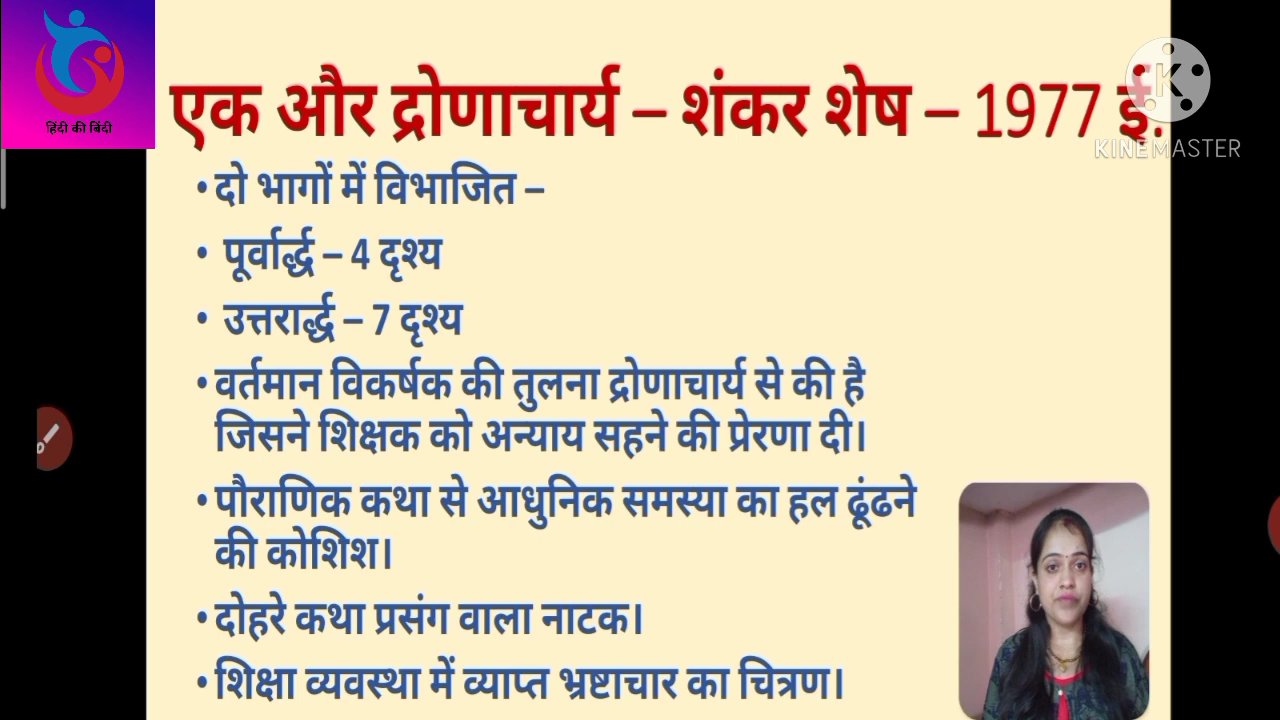 हिंदी की बिंदी
एक और द्रोणाचार्य – शंकर शेष – 1977 ई.
K
KINEMASTER
• दो भागों में विभाजित –
• पूर्वार्द्ध – 4 दृश्य
• उत्तरार्द्ध – 7 दृश्य
• वर्तमान विकर्षक की तुलना द्रोणाचार्य से की है
जिसने शिक्षक को अन्याय सहने की प्रेरणा दी।
• पौराणिक कथा से आधुनिक समस्या का हल ढूंढने
की कोशिश।
• दोहरे कथा प्रसंग वाला नाटक।
• शिक्षा व्यवस्था में व्याप्त भ्रष्टाचार का चित्रण।